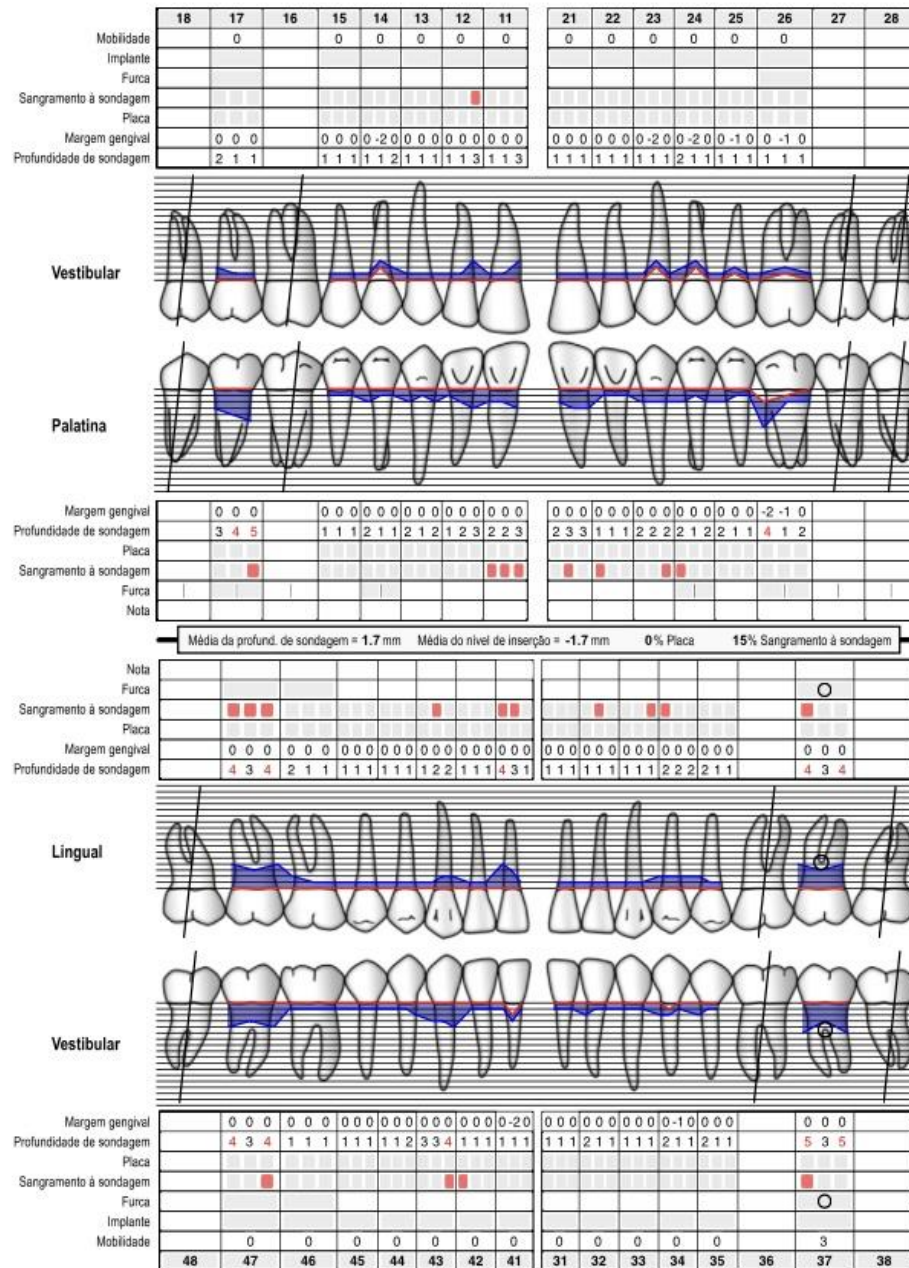 18 17 16 15 14 13 12 11 21 22 23 24 25 26 27 28
Mobilidade 0 0 0 0 0 0 0 0 0 0 0 0
Implante
Furca
Sangramento à sondagem
Placa
Margem gengival 0 0 0 0 0 0 0 -2 0 0 0 0 0 0 0 0 0 0 0 0 0 0 0 0 0 -2 0 0 -2 0 0 -1 0 0 -1 0
Profundidade de sondagem 2 1 1 1 1 1 1 1 2 1 1 1 1 1 3 1 1 3 1 1 1 1 1 1 1 1 1 2 1 1 1 1 1 1 1 1
Vestibular
Palatina
Margem gengival 0 0 0 0 0 0 0 0 0 0 0 0 0 0 0 0 0 0 0 0 0 0 0 0 0 0 0 0 0 0 0 0 0 -2 -1 0
Profundidade de sondagem 3 4 5 1 1 1 2 1 1 2 1 2 1 2 3 2 2 3 2 3 3 1 1 1 2 2 2 2 1 2 2 1 1 4 1 2
Placa
Sangramento à sondagem
Furca
Nota
Média da profund. de sondagem = 1.7 mm Média do nível de inserção = -1.7 mm 0% Placa 15% Sangramento à sondagem
Nota
Furca
Sangramento à sondagem
Placa
Margem gengival 0 0 0 0 0 0 0 0 0 0 0 0 0 0 0 0 0 0 0 0 0 0 0 0 0 0 0 0 0 0 0 0 0 0 0 0 0 0 0
Profundidade de sondagem 4 3 4 2 1 1 1 1 1 1 1 1 1 2 2 1 1 1 4 3 1 1 1 1 1 1 1 1 1 1 2 2 2 2 1 1 4 3 4
Lingual
Vestibular
Margem gengival 0 0 0 0 0 0 0 0 0 0 0 0 0 0 0 0 0 0 0 -2 0 0 0 0 0 0 0 0 0 0 0 -1 0 0 0 0 0 0 0
Profundidade de sondagem 4 3 4 1 1 1 1 1 1 1 1 2 3 3 4 1 1 1 1 1 1 1 1 1 2 1 1 1 1 1 2 1 1 2 1 1 5 3 5
Placa
Sangramento à sondagem
Furca
Implante
Mobilidade 0 0 0 0 0 0 0 0 0 0 0 0 3
48 47 46 45 44 43 42 41 31 32 33 34 35 36 37 38